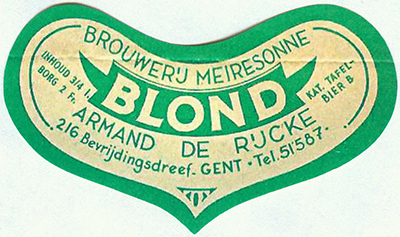 BROUWERIJ MEIRESONNE
INHOUD 3/4 l.
BORG 2 Fr.
BLOND
KAT. TAFEL-
BIER B
ARMAND DE RIJCKE
216 Bevrijdingsdreef. GENT • Tel. 51587.